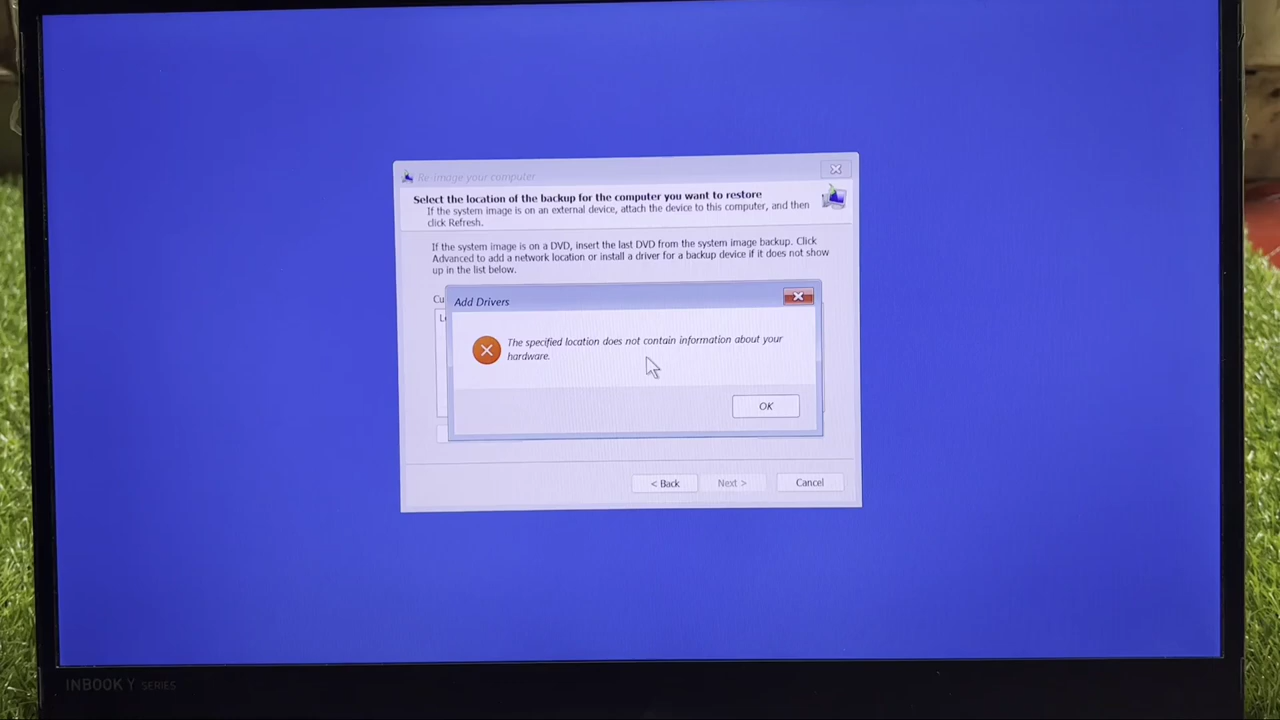 Re-image your computer
Select the location of the backup for the computer you want to restore
If the system image is on an external device, attach the device to this computer, and then
click Refresh.
If the system image is on a DVD, insert the last DVD from the system image backup. Click
Advanced to add a network location or install a driver for a backup device if it does not show
up in the list below.
Add Drivers
The specified location does not contain information about your
hardware.
OK
< Back
Next >
Cancel
INBOOK Y SERIES